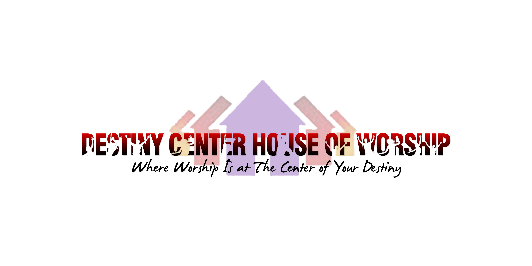 DESTINY CENTER HOUSE OF WORSHIP
Where Worship Is at The Center of Your Destiny